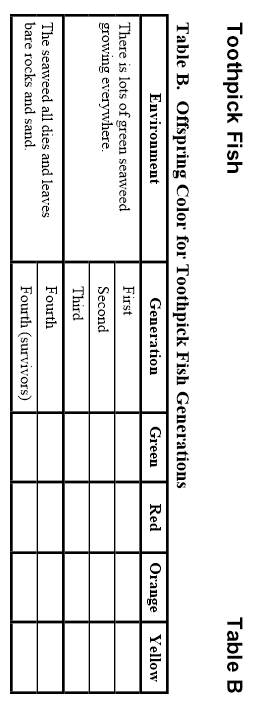 Toothpick Fish Table B
Table B. Offspring Color for Toothpick Fish Generations
Environment Generation Green Red Orange Yellow
There is lots of green seaweed
growing everywhere.
First
Second
Third
The seaweed all dies and leaves
bare rocks and sand.
Fourth
Fourth (survivors)